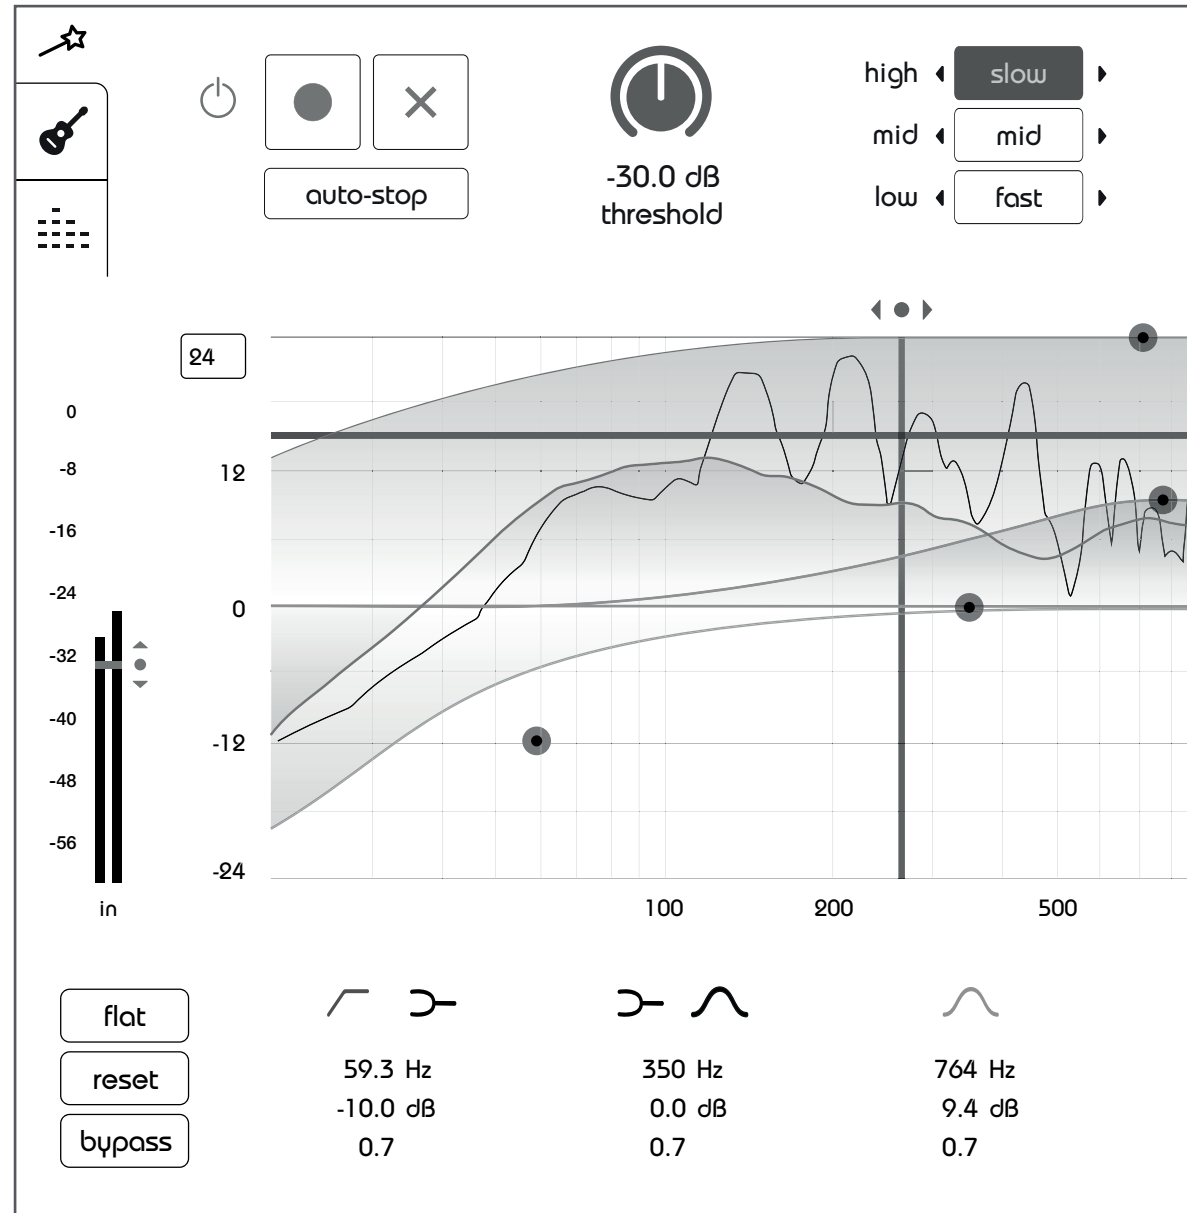 high
slow
mid
mid
low
fast
auto-stop
-30.0 dB
threshold
24
12
0
-12
-24
0
-8
-16
-24
-32
-40
-48
-56
in
100
200
500
flat
reset
bypass
59.3 Hz
-10.0 dB
0.7
350 Hz
0.0 dB
0.7
764 Hz
9.4 dB
0.7